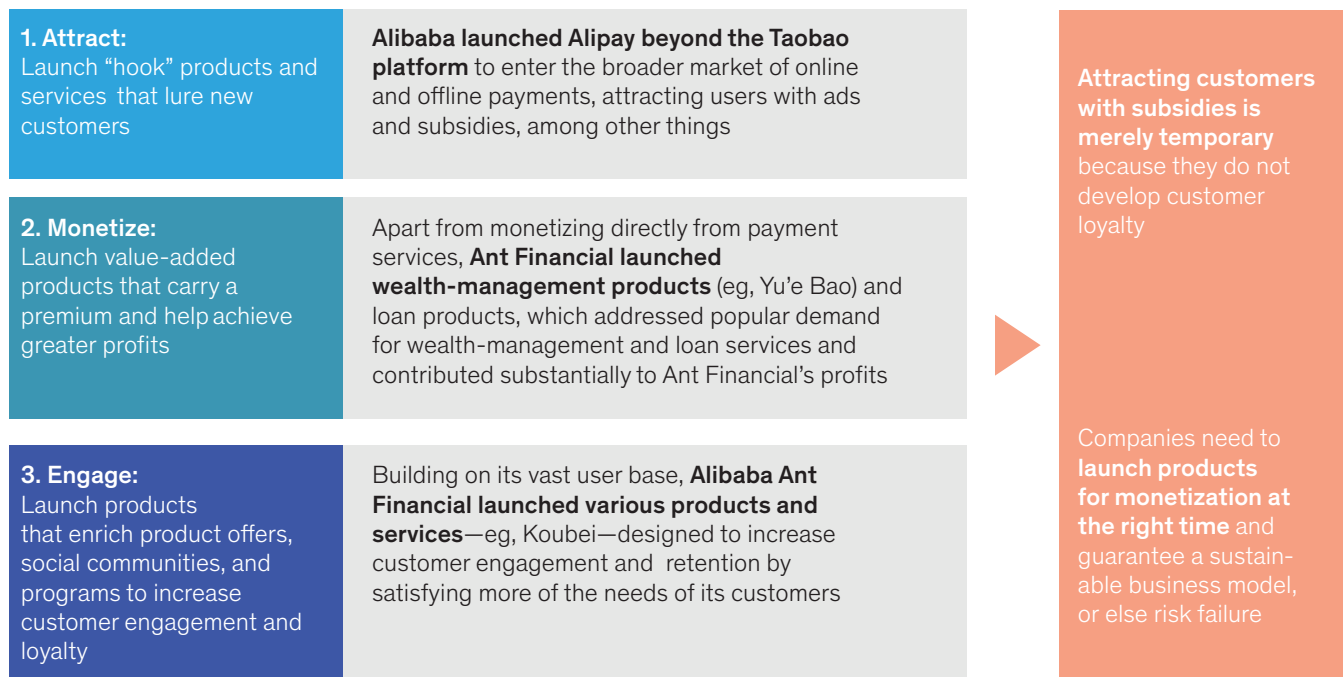 1. Attract:
Launch “hook” products and
services that lure new
customers
Alibaba launched Alipay beyond the Taobao
platform to enter the broader market of online
and offline payments, attracting users with ads
and subsidies, among other things
2. Monetize:
Launch value-added
products that carry a
premium and help achieve
greater profits
Apart from monetizing directly from payment
services, Ant Financial launched
wealth-management products (eg, Yu’e Bao) and
loan products, which addressed popular demand
for wealth-management and loan services and
contributed substantially to Ant Financial’s profits
3. Engage:
Launch products
that enrich product offers,
social communities, and
programs to increase
customer engagement and
loyalty
Building on its vast user base, Alibaba Ant
Financial launched various products and
services—eg, Koubei—designed to increase
customer engagement and retention by
satisfying more of the needs of its customers
Attracting customers
with subsidies is
merely temporary
because they do not
develop customer
loyalty
Companies need to
launch products
for monetization at
the right time and
guarantee a sustain-
able business model,
or else risk failure